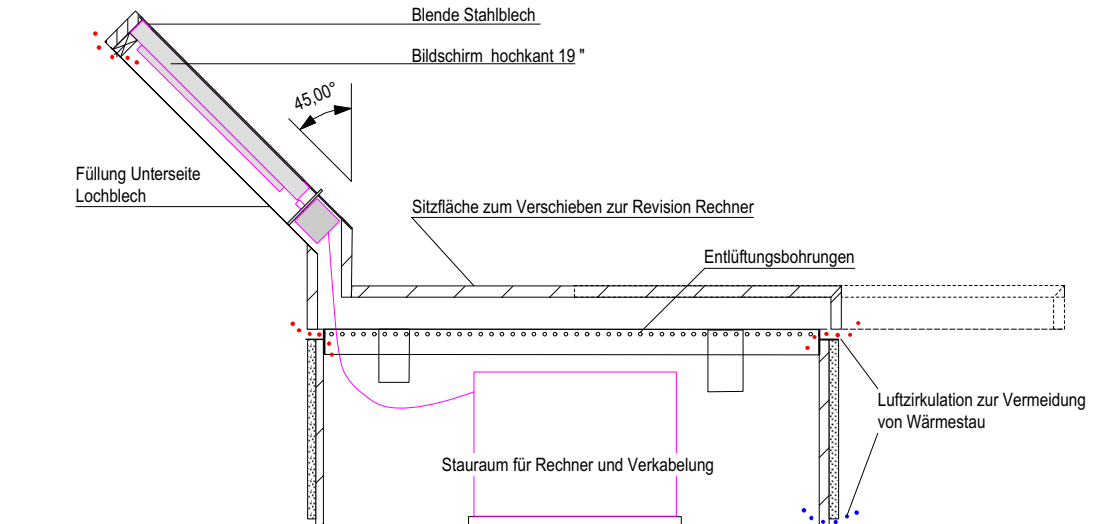 Blende Stahlblech
Bildschirm hochkant 19 "
45,00°
Füllung Unterseite
Lochblech
Sitzfläche zum Verschieben zur Revision Rechner
Entlüftungsbohrungen
Luftzirkulation zur Vermeidung
von Wärmestau
Stauraum für Rechner und Verkabelung